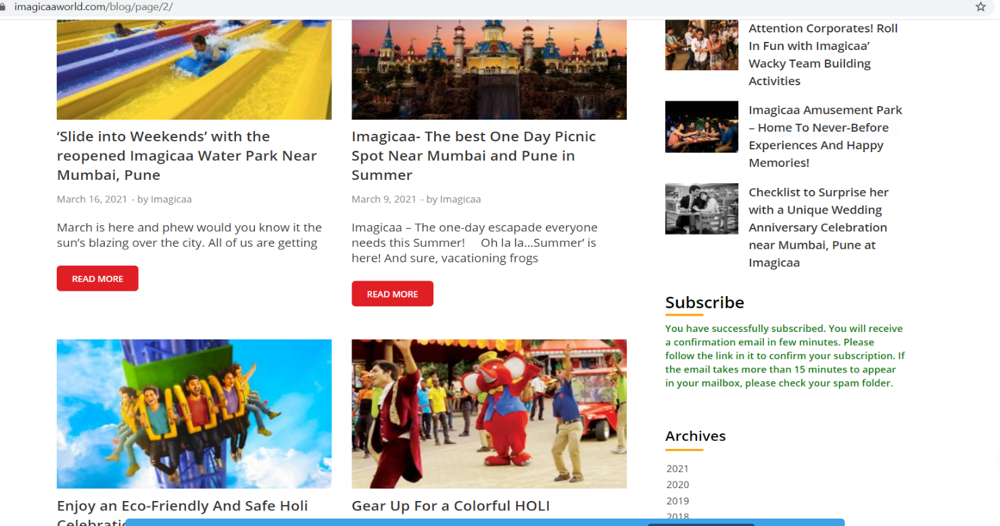 imagicaaworld.com/blog/page/2/
‘Slide into Weekends’ with the
reopened Imagicaa Water Park Near
Mumbai, Pune
March 16, 2021 - by Imagicaa
March is here and phew would you know it the
sun’s blazing over the city. All of us are getting
READ MORE
Imagicaa- The best One Day Picnic
Spot Near Mumbai and Pune in
Summer
March 9, 2021 - by Imagicaa
Imagicaa – The one-day escapade everyone
needs this Summer! Oh la la...Summer’ is
here! And sure, vacationing frogs
READ MORE
Enjoy an Eco-Friendly And Safe Holi
Gear Up For a Colorful HOLI
Attention Corporates! Roll
In Fun with Imagicaa’
Wacky Team Building
Activities
Imagicaa Amusement Park
– Home To Never-Before
Experiences And Happy
Memories!
Checklist to Surprise her
with a Unique Wedding
Anniversary Celebration
near Mumbai, Pune at
Imagicaa
Subscribe
You have successfully subscribed. You will receive
a confirmation email in few minutes. Please
follow the link in it to confirm your subscription. If
the email takes more than 15 minutes to appear
in your mailbox, please check your spam folder.
Archives
2021
2020
2019
2018